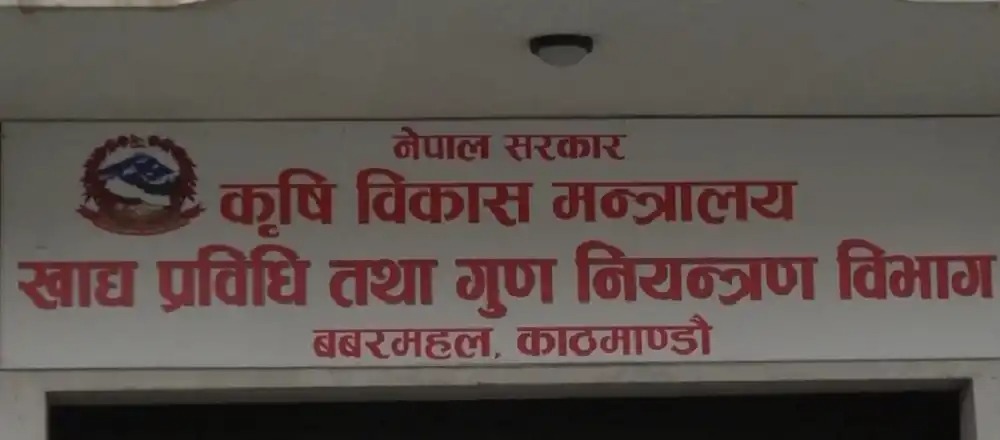 नेपाल सरकार
कृषि विकास मन्त्रालय
खाद्य प्रविधि तथा गुण नियन्त्रण विभाग
बबरमहल, काठमाण्डौ